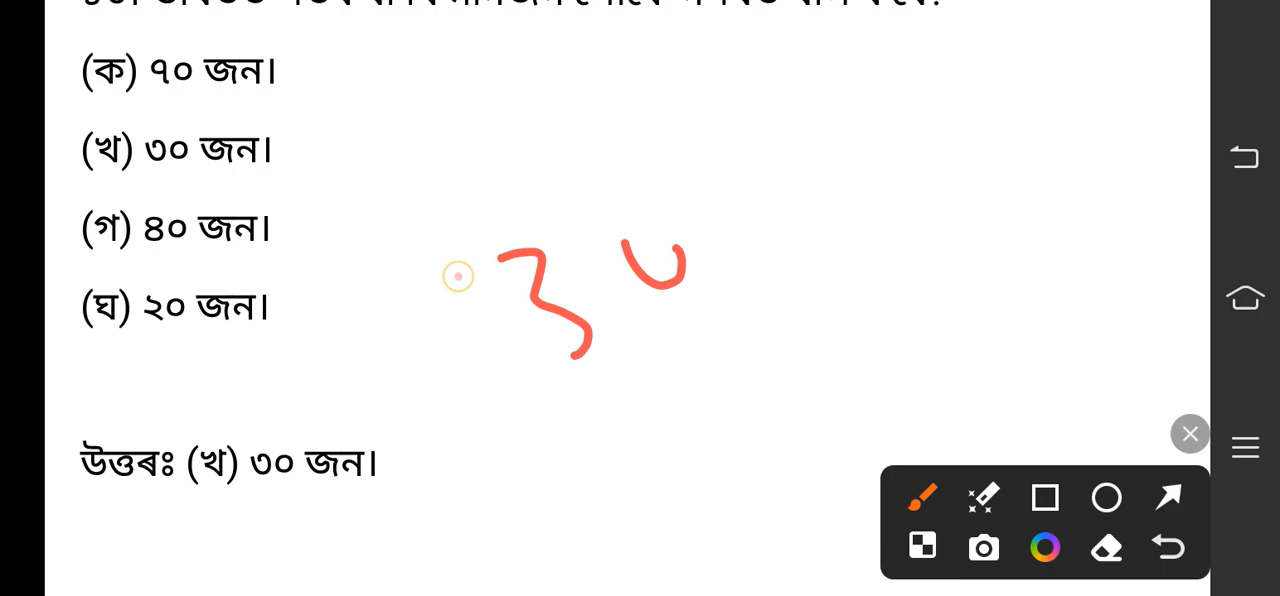 (ক) ৭০ জন।
(খ) ৩০ জন।
(গ) ৪০ জন।
(ঘ) ২০ জন।
উত্তৰঃ (খ) ৩০ জন।